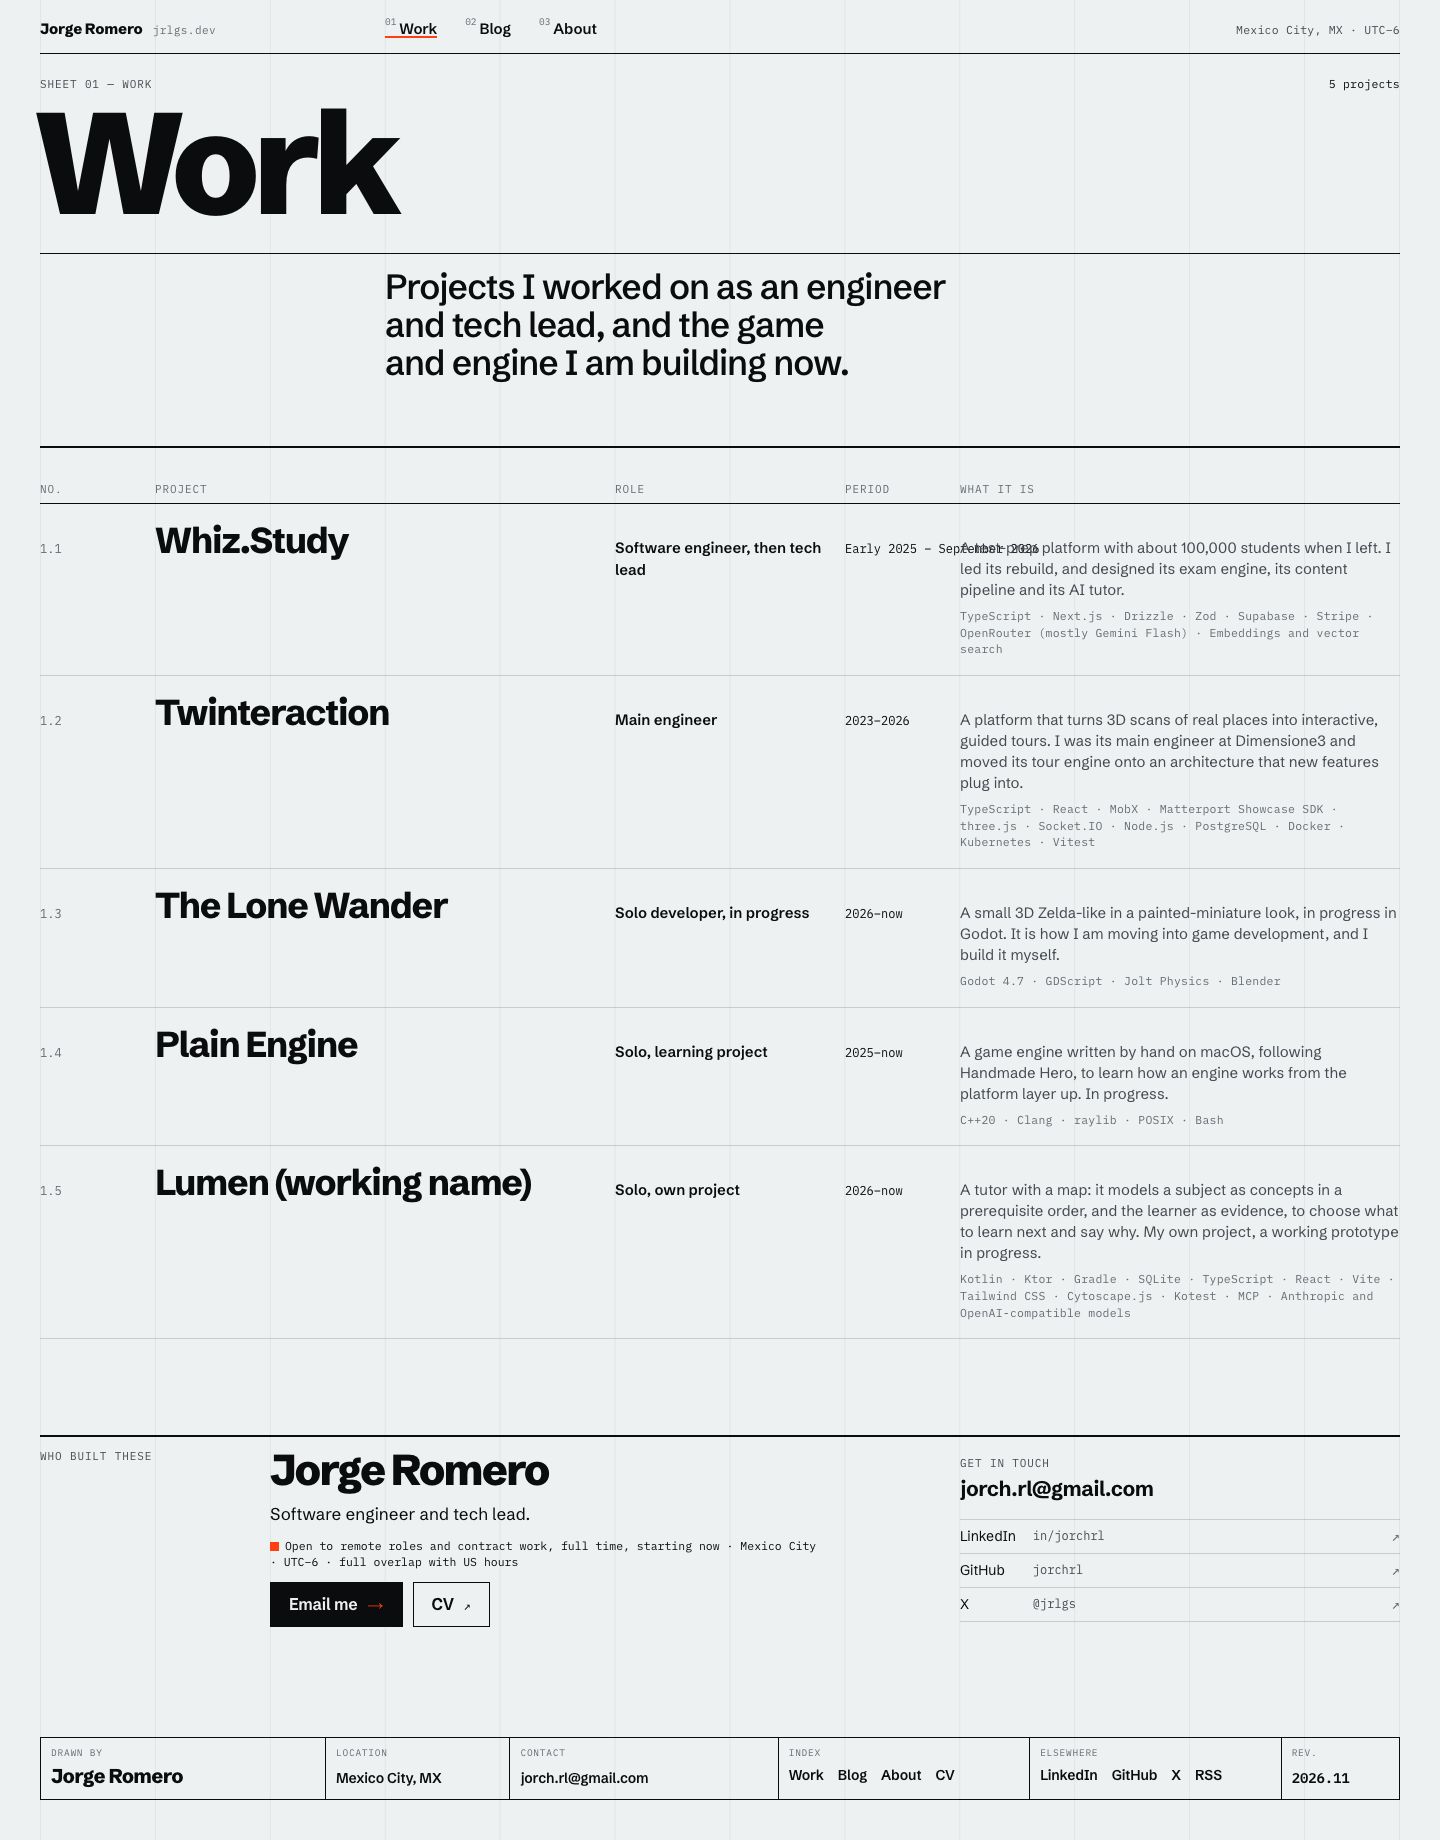 Jorge Romero jrlgs.dev
01 Work 02 Blog 03 About
Mexico City, MX · UTC−6
SHEET 01 — WORK
5 projects
Work
Projects I worked on as an engineer
and tech lead, and the game
and engine I am building now.
NO. PROJECT ROLE PERIOD WHAT IT IS
1.1
Whiz.Study
Software engineer, then tech
lead
Early 2025 – September 2026
A test-prep platform with about 100,000 students when I left. I
led its rebuild, and designed its exam engine, its content
pipeline and its AI tutor.
TypeScript · Next.js · Drizzle · Zod · Supabase · Stripe ·
OpenRouter (mostly Gemini Flash) · Embeddings and vector
search
1.2
Twinteraction
Main engineer
2023–2026
A platform that turns 3D scans of real places into interactive,
guided tours. I was its main engineer at Dimensione3 and
moved its tour engine onto an architecture that new features
plug into.
TypeScript · React · MobX · Matterport Showcase SDK ·
three.js · Socket.IO · Node.js · PostgreSQL · Docker ·
Kubernetes · Vitest
1.3
The Lone Wander
Solo developer, in progress
2026–now
A small 3D Zelda-like in a painted-miniature look, in progress in
Godot. It is how I am moving into game development, and I
build it myself.
Godot 4.7 · GDScript · Jolt Physics · Blender
1.4
Plain Engine
Solo, learning project
2025–now
A game engine written by hand on macOS, following
Handmade Hero, to learn how an engine works from the
platform layer up. In progress.
C++20 · Clang · raylib · POSIX · Bash
1.5
Lumen (working name)
Solo, own project
2026–now
A tutor with a map: it models a subject as concepts in a
prerequisite order, and the learner as evidence, to choose what
to learn next and say why. My own project, a working prototype
in progress.
Kotlin · Ktor · Gradle · SQLite · TypeScript · React · Vite ·
Tailwind CSS · Cytoscape.js · Kotest · MCP · Anthropic and
OpenAI-compatible models
WHO BUILT THESE
Jorge Romero
Software engineer and tech lead.
Open to remote roles and contract work, full time, starting now · Mexico City
· UTC−6 · full overlap with US hours
Email me →
CV ↗
GET IN TOUCH
jorch.rl@gmail.com
LinkedIn in/jorchrl ↗
GitHub jorchrl ↗
X @jrlgs ↗
DRAWN BY
Jorge Romero
LOCATION
Mexico City, MX
CONTACT
jorch.rl@gmail.com
INDEX
Work Blog About CV
ELSEWHERE
LinkedIn GitHub X RSS
REV.
2026.11